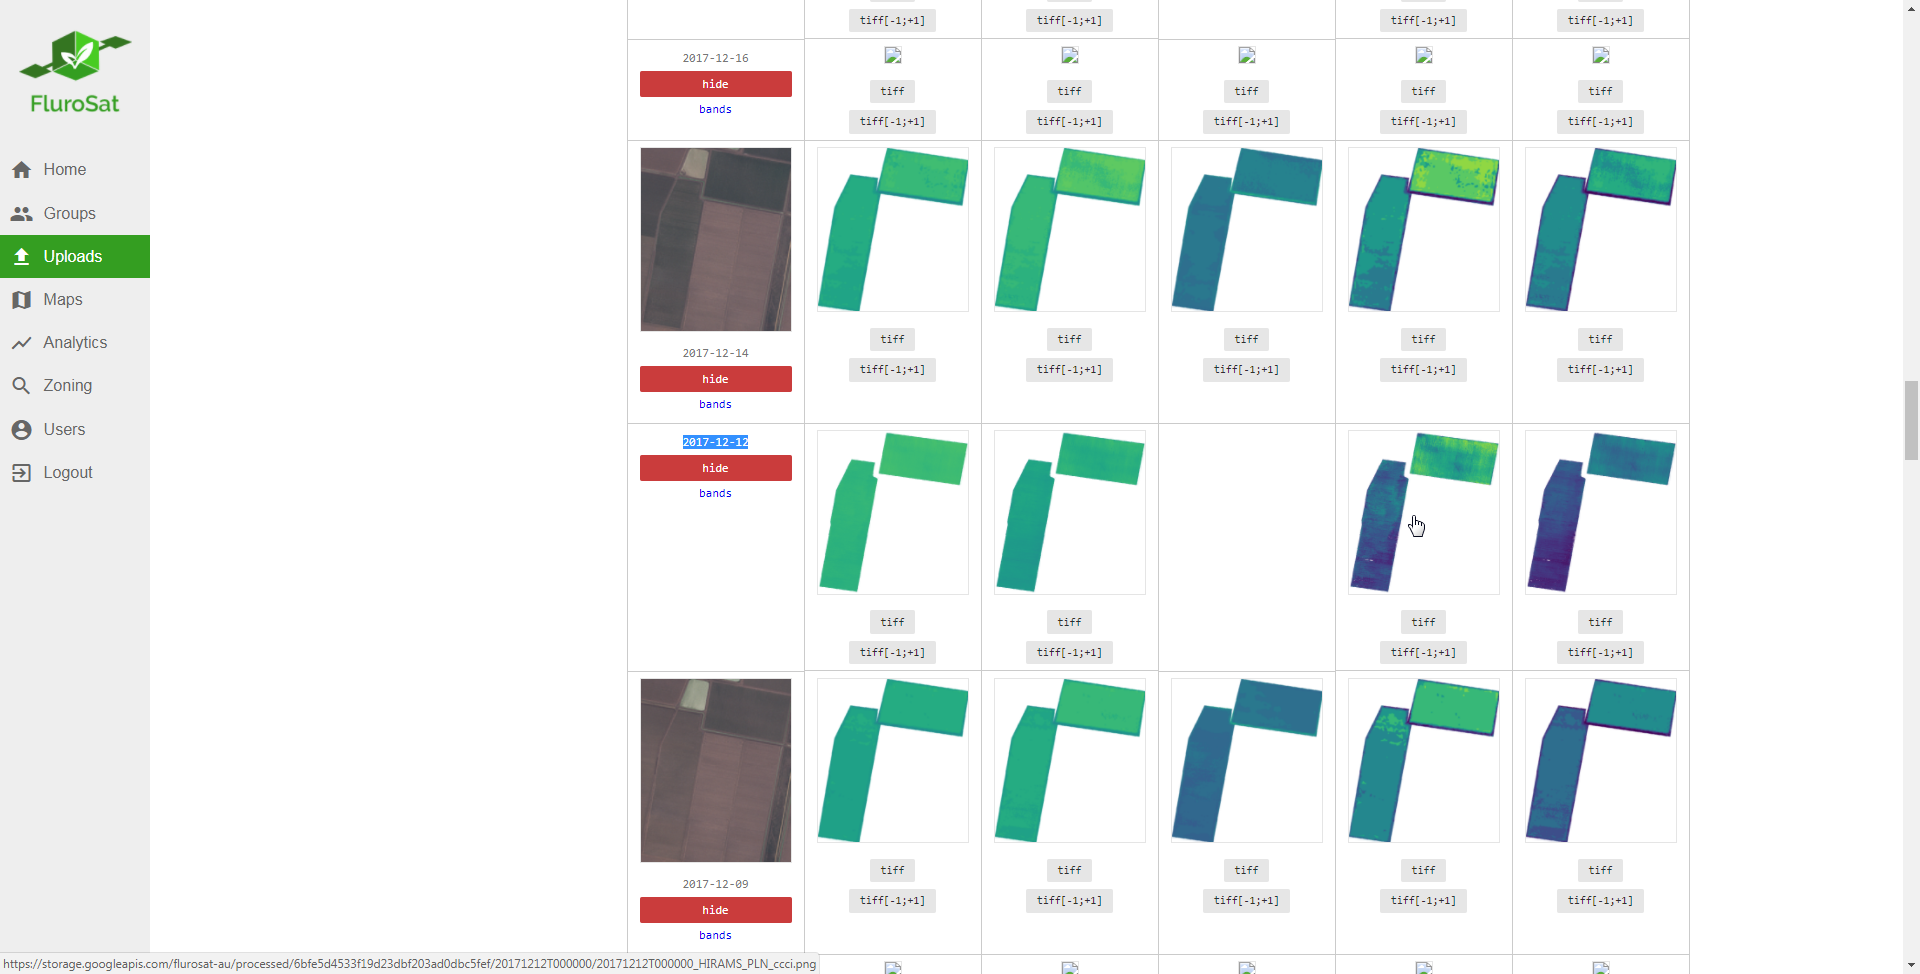 FluroSat
Home
Groups
Uploads
Maps
Analytics
Zoning
Users
Logout
tiff[-1;+1] tiff[-1;+1] tiff[-1;+1] tiff[-1;+1]
2017-12-16
hide
bands
tiff tiff tiff tiff tiff
tiff[-1;+1] tiff[-1;+1] tiff[-1;+1] tiff[-1;+1] tiff[-1;+1]
2017-12-14
hide
bands
tiff tiff tiff tiff tiff
tiff[-1;+1] tiff[-1;+1] tiff[-1;+1] tiff[-1;+1] tiff[-1;+1]
2017-12-12
hide
bands
tiff tiff tiff tiff
tiff[-1;+1] tiff[-1;+1] tiff[-1;+1] tiff[-1;+1]
2017-12-09
hide
bands
tiff tiff tiff tiff tiff
tiff[-1;+1] tiff[-1;+1] tiff[-1;+1] tiff[-1;+1] tiff[-1;+1]
https://storage.googleapis.com/flurosat-au/processed/6bfe5d4533f19d23dbf203ad0dbc5fef/20171212T000000/20171212T000000_HIRAMS_PLN_ccci.png